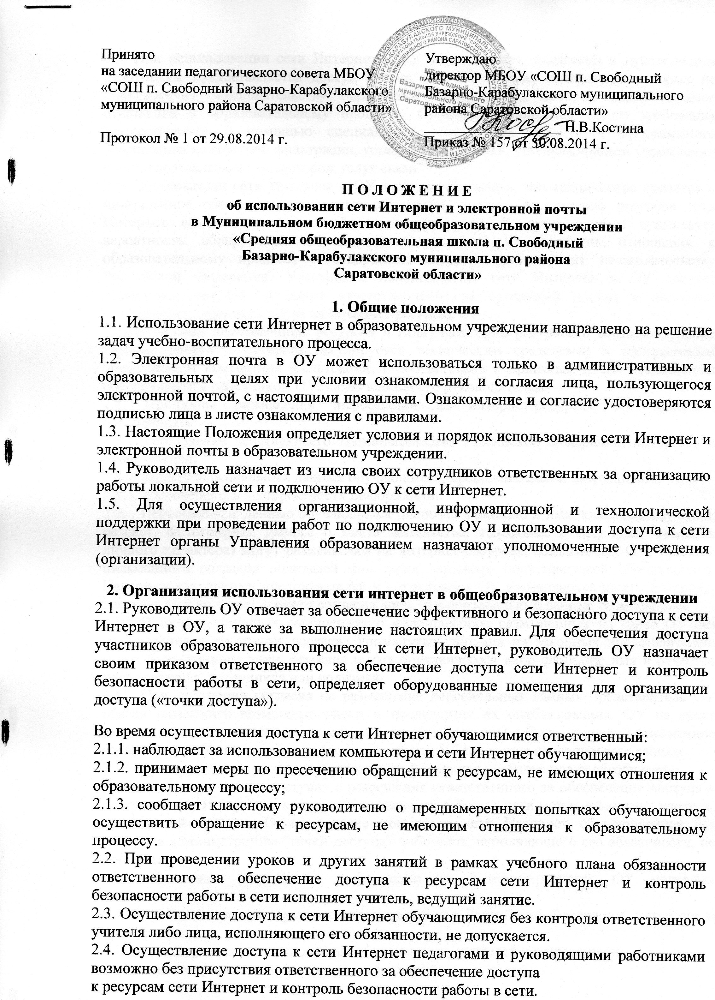 Принято
на заседании педагогического совета МБОУ
«СОШ п. Свободный Базарно-Карабулакского
муниципального района Саратовской области»
Протокол № 1 от 29.08.2014 г.
Утверждаю
директор МБОУ «СОШ п. Свободный
Базарно-Карабулакского муниципального
района Саратовской области»
Н.В.Костина
Приказ № 157 от 30.08.2014 г.
МБОУ СОШ
п. Свободный
Базарно-Карабулакского
муниципального района
Саратовской области
П О Л О Ж Е Н И Е
об использовании сети Интернет и электронной почты
в Муниципальном бюджетном общеобразовательном учреждении
«Средняя общеобразовательная школа п. Свободный
Базарно-Карабулакского муниципального района
Саратовской области»
1. Общие положения
1.1. Использование сети Интернет в образовательном учреждении направлено на решение
задач учебно-воспитательного процесса.
1.2. Электронная почта в ОУ может использоваться только в административных и
образовательных целях при условии ознакомления и согласия лица, пользующегося
электронной почтой, с настоящими правилами. Ознакомление и согласие удостоверяются
подписью лица в листе ознакомления с правилами.
1.3. Настоящие Положения определяет условия и порядок использования сети Интернет и
электронной почты в образовательном учреждении.
1.4. Руководитель назначает из числа своих сотрудников ответственных за организацию
работы локальной сети и подключению ОУ к сети Интернет.
1.5. Для осуществления организационной, информационной и технологической
поддержки при проведении работ по подключению ОУ и использовании доступа к сети
Интернет органы Управления образованием назначают уполномоченные учреждения
(организации).
2. Организация использования сети интернет в общеобразовательном учреждении
2.1. Руководитель ОУ отвечает за обеспечение эффективного и безопасного доступа к сети
Интернет в ОУ, а также за выполнение настоящих правил. Для обеспечения доступа
участников образовательного процесса к сети Интернет, руководитель ОУ назначает
своим приказом ответственного за обеспечение доступа сети Интернет и контроль
безопасности работы в сети, определяет оборудованные помещения для организации
доступа («точки доступа»).
Во время осуществления доступа к сети Интернет обучающимися ответственный:
2.1.1. наблюдает за использованием компьютера и сети Интернет обучающимися;
2.1.2. принимает меры по пресечению обращений к ресурсам, не имеющих отношения к
образовательному процессу;
2.1.3. сообщает классному руководителю о преднамеренных попытках обучающегося
осуществить обращение к ресурсам, не имеющим отношения к образовательному
процессу.
2.2. При проведении уроков и других занятий в рамках учебного плана обязанности
ответственного за обеспечение доступа к ресурсам сети Интернет и контроль
безопасности работы в сети исполняет учитель, ведущий занятие.
2.3. Осуществление доступа к сети Интернет обучающимися без контроля ответственного
учителя либо лица, исполняющего его обязанности, не допускается.
2.4. Осуществление доступа к сети Интернет педагогами и руководящими работниками
возможно без присутствия ответственного за обеспечение доступа
к ресурсам сети Интернет и контроль безопасности работы в сети.